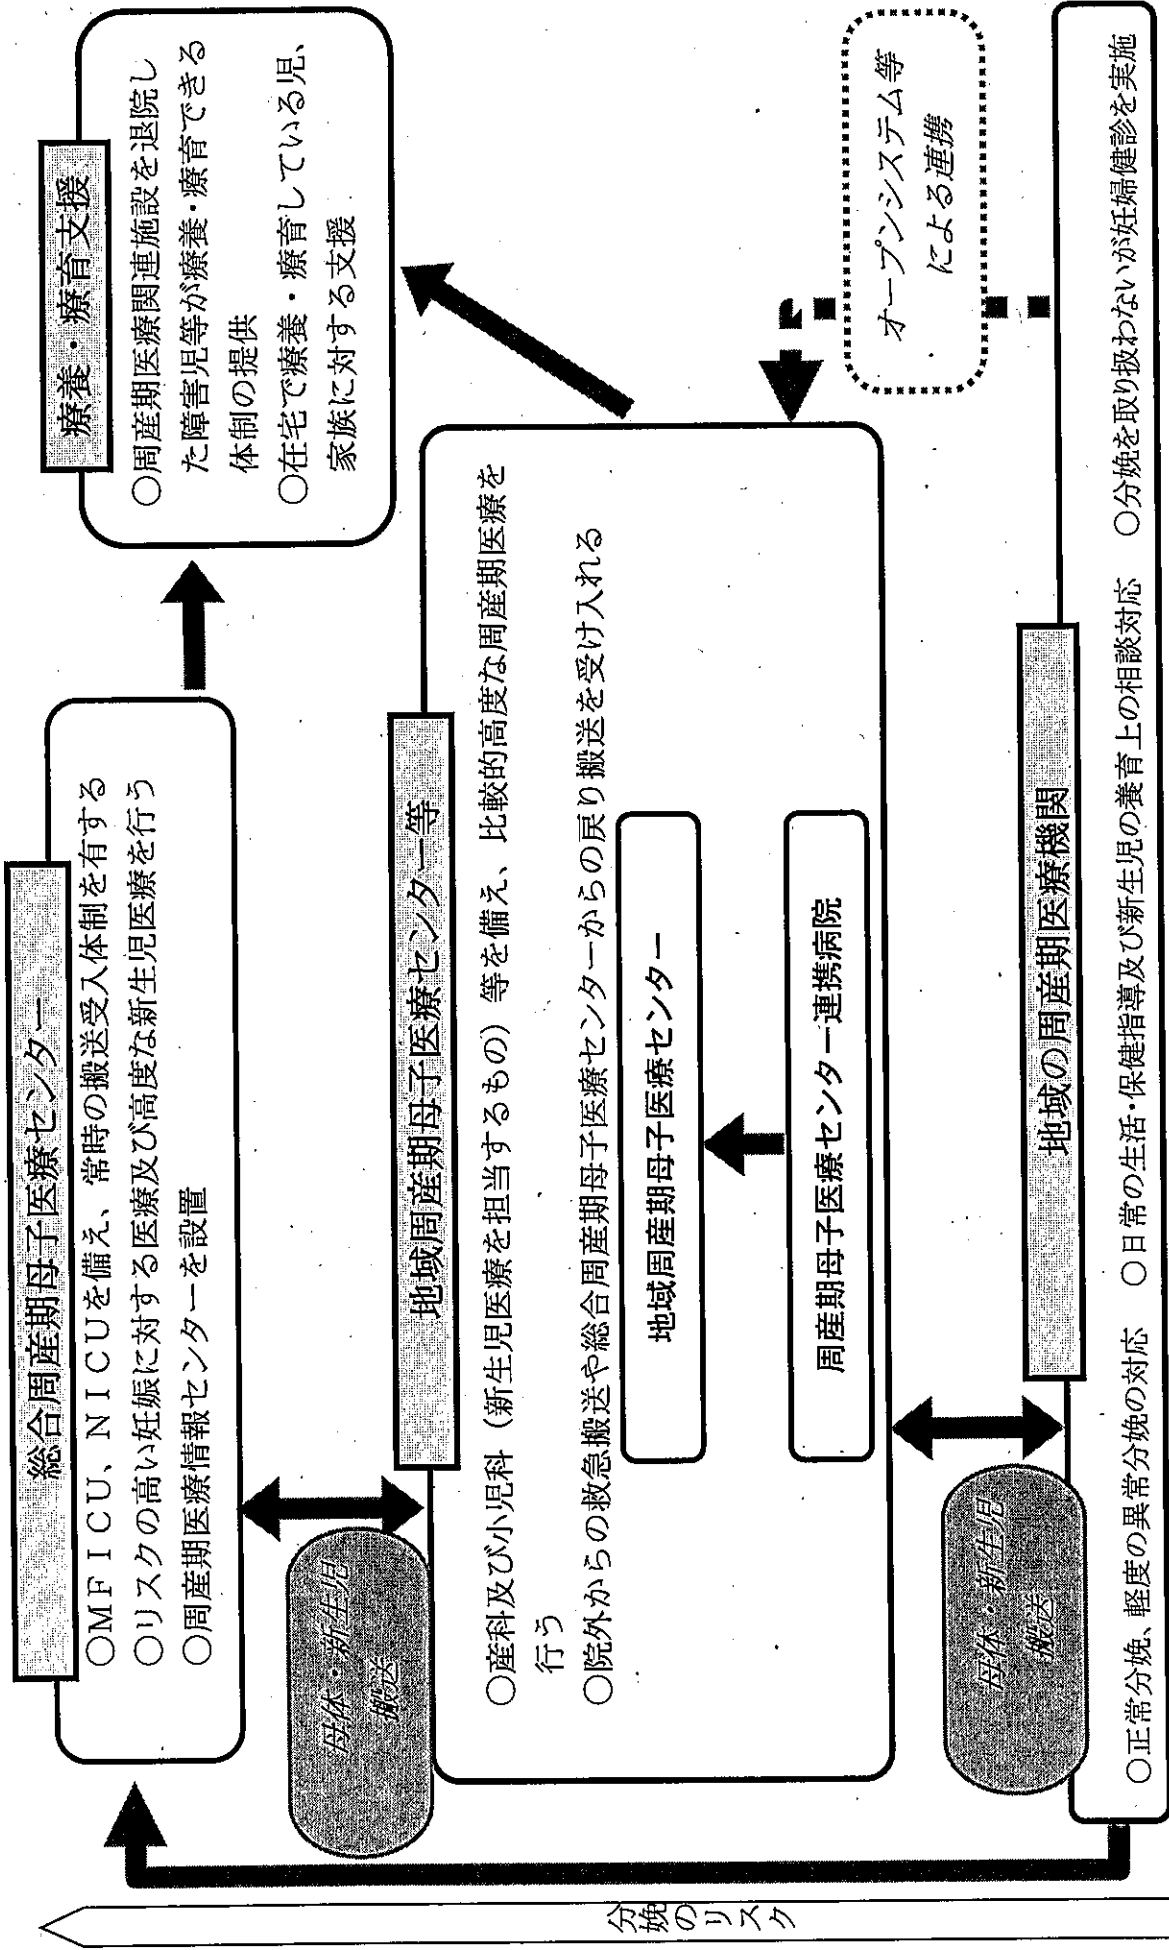 総合周産期母子医療センター
○MFICU、NICUを備え、常時の搬送受入体制を有する
○リスクの高い妊娠に対する医療及び高度な新生児医療を行う
○周産期医療情報センターを設置
療養・療育支援
○周産期医療関連施設を退院し
た障害児等が療養・療育できる
体制の提供
○在宅で療養・療育している児、
家族に対する支援
母体・新生児
搬送
地域周産期母子医療センター等
○産科及び小児科（新生児医療を担当するもの）等を備え、比較的高度な周産期医療を
行う
○院外からの救急搬送や総合周産期母子医療センターからの戻り搬送を受け入れる
地域周産期母子医療センター
周産期母子医療センター連携病院
オープンシステム等
による連携
母体・新生児
搬送
地域の周産期医療機関
○正常分娩、軽度の異常分娩の対応　○日常の生活・保健指導及び新生児の養育上の相談対応　○分娩を取り扱わないが妊婦健診を実施
分娩のリスク